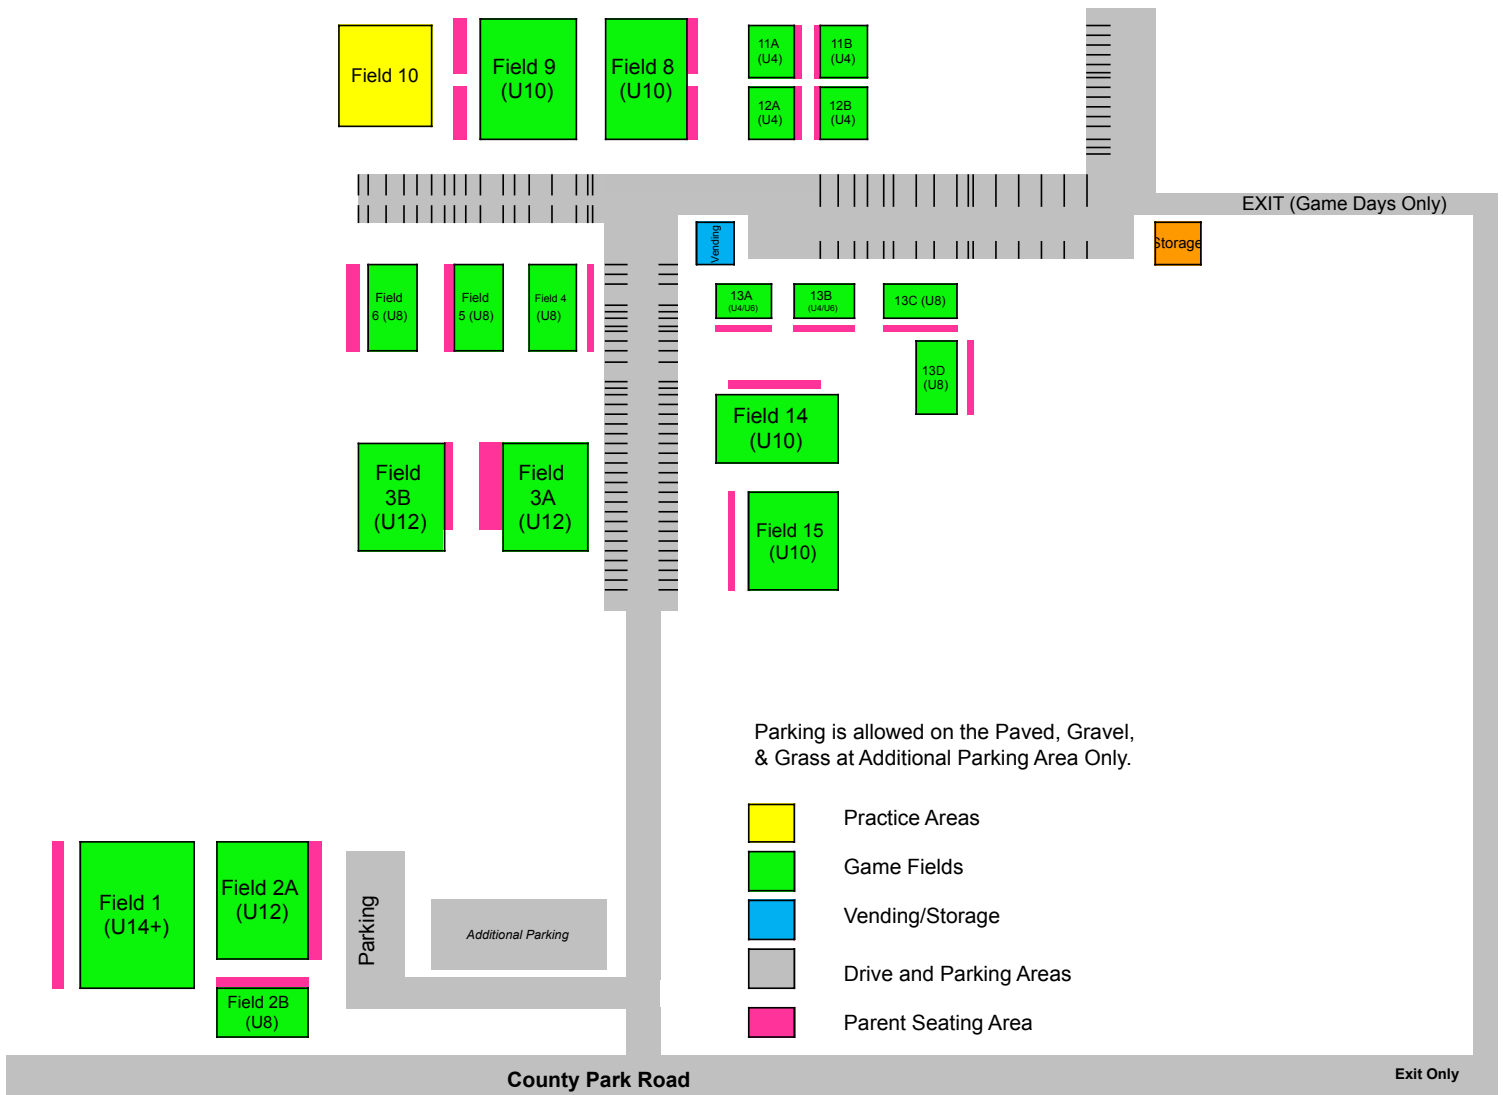 Field 10
Field 9
(U10)
Field 8
(U10)
11A
(U4)
11B
(U4)
12A
(U4)
12B
(U4)
EXIT (Game Days Only)
Vending
Storage
Field
6 (U8)
Field
5 (U8)
Field 4
(U8)
13A
(U4/U6)
13B
(U4/U6)
13C (U8)
13D
(U8)
Field 14
(U10)
Field
3B
(U12)
Field
3A
(U12)
Field 15
(U10)
Parking is allowed on the Paved, Gravel,
& Grass at Additional Parking Area Only.
Practice Areas
Game Fields
Vending/Storage
Drive and Parking Areas
Parent Seating Area
Field 1
(U14+)
Field 2A
(U12)
Field 2B
(U8)
Parking
Additional Parking
County Park Road
Exit Only